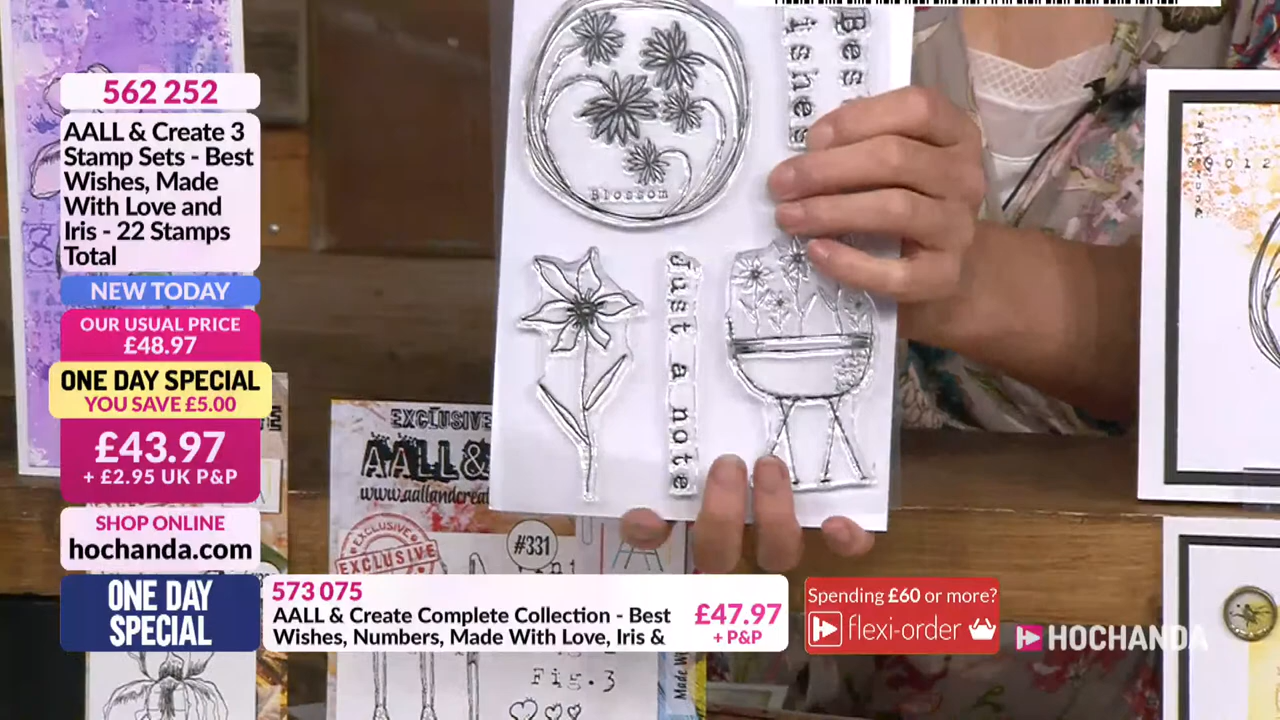 562 252
AALL & Create 3
Stamp Sets - Best
Wishes, Made
With Love and
Iris - 22 Stamps
Total
NEW TODAY
OUR USUAL PRICE
£48.97
ONE DAY SPECIAL
YOU SAVE £5.00
£43.97
+ £2.95 UK P&P
SHOP ONLINE
hochanda.com
ONE DAY
SPECIAL
573 075
AALL & Create Complete Collection - Best
Wishes, Numbers, Made With Love, Iris &
£47.97
+ P&P
Spending £60 or more?
flexi-order
HOCHANDA
Bes
ishes
Blossom
Just a note
EXCLUSIVE
AALL&
www.aallandcreat
EXCLUSIVE
#331
Fig.3